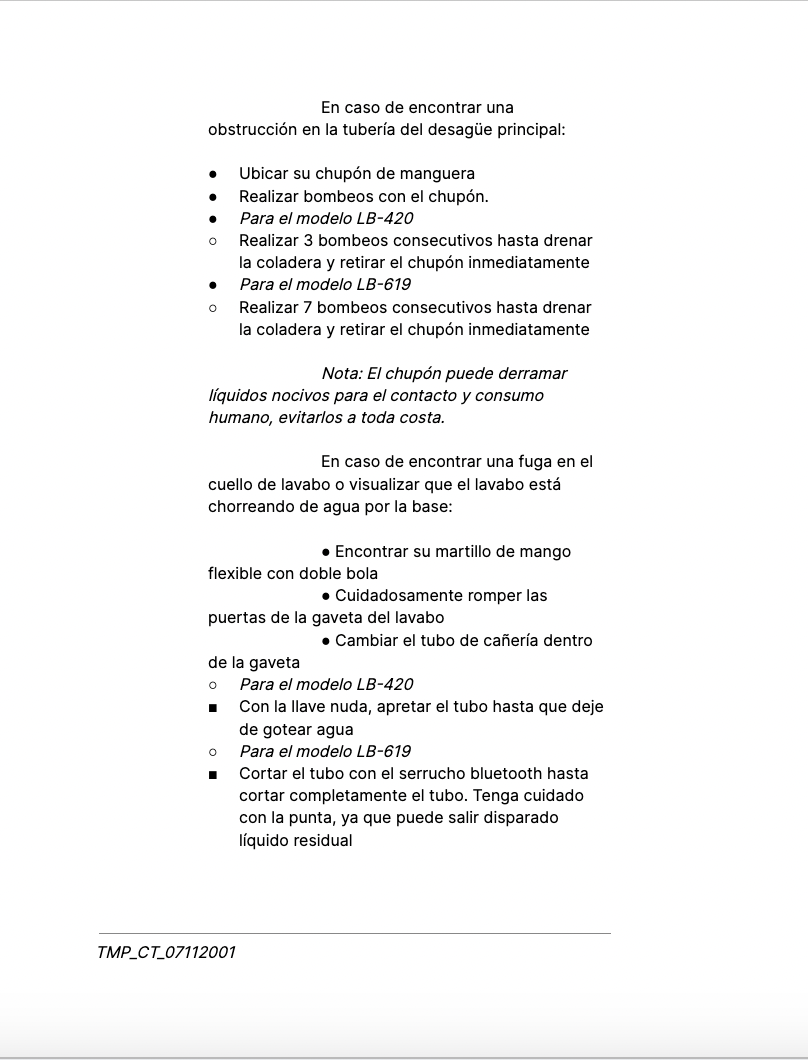 En caso de encontrar una
obstrucción en la tubería del desagüe principal:
● Ubicar su chupón de manguera
● Realizar bombeos con el chupón.
● Para el modelo LB-420
○ Realizar 3 bombeos consecutivos hasta drenar
la coladera y retirar el chupón inmediatamente
● Para el modelo LB-619
○ Realizar 7 bombeos consecutivos hasta drenar
la coladera y retirar el chupón inmediatamente
Nota: El chupón puede derramar
líquidos nocivos para el contacto y consumo
humano, evitarlos a toda costa.
En caso de encontrar una fuga en el
cuello de lavabo o visualizar que el lavabo está
chorreando de agua por la base:
● Encontrar su martillo de mango
flexible con doble bola
● Cuidadosamente romper las
puertas de la gaveta del lavabo
● Cambiar el tubo de cañería dentro
de la gaveta
○ Para el modelo LB-420
■ Con la llave nuda, apretar el tubo hasta que deje
de gotear agua
○ Para el modelo LB-619
■ Cortar el tubo con el serrucho bluetooth hasta
cortar completamente el tubo. Tenga cuidado
con la punta, ya que puede salir disparado
líquido residual
TMP_CT_07112001